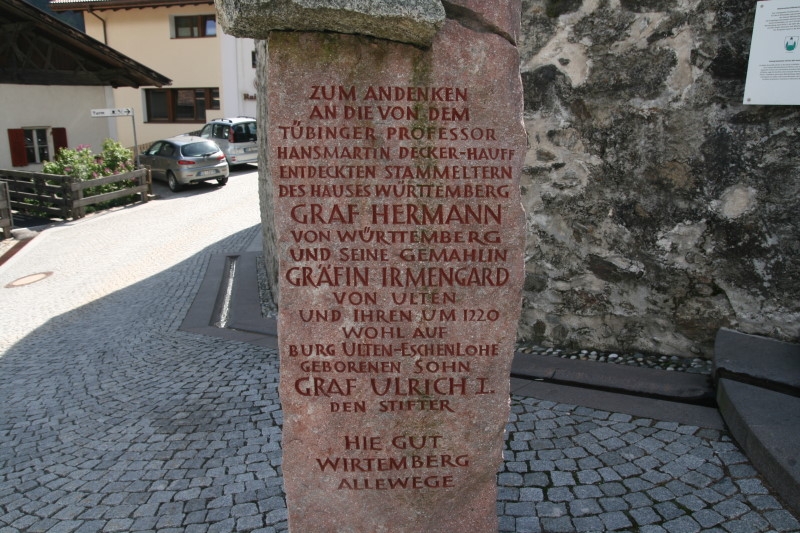 ZUM ANDENKEN
AN DIE VON DEM
TÜBINGER PROFESSOR
HANSMARTIN DECKER-HAUFF
ENTDECKTEN STAMMELTERN
DES HAUSES WÜRTTEMBERG
GRAF HERMANN
VON WÜRTTEMBERG
UND SEINE GEMAHLIN
GRÄFIN IRMENGARD
VON ULTEN
UND IHREN UM 1220
WOHL AUF
BURG ULTEN-ESCHENLOHE
GEBORENEN SOHN
GRAF ULRICH I.
DEN STIFTER
HIE GUT
WIRTEMBERG
ALLEWEGE